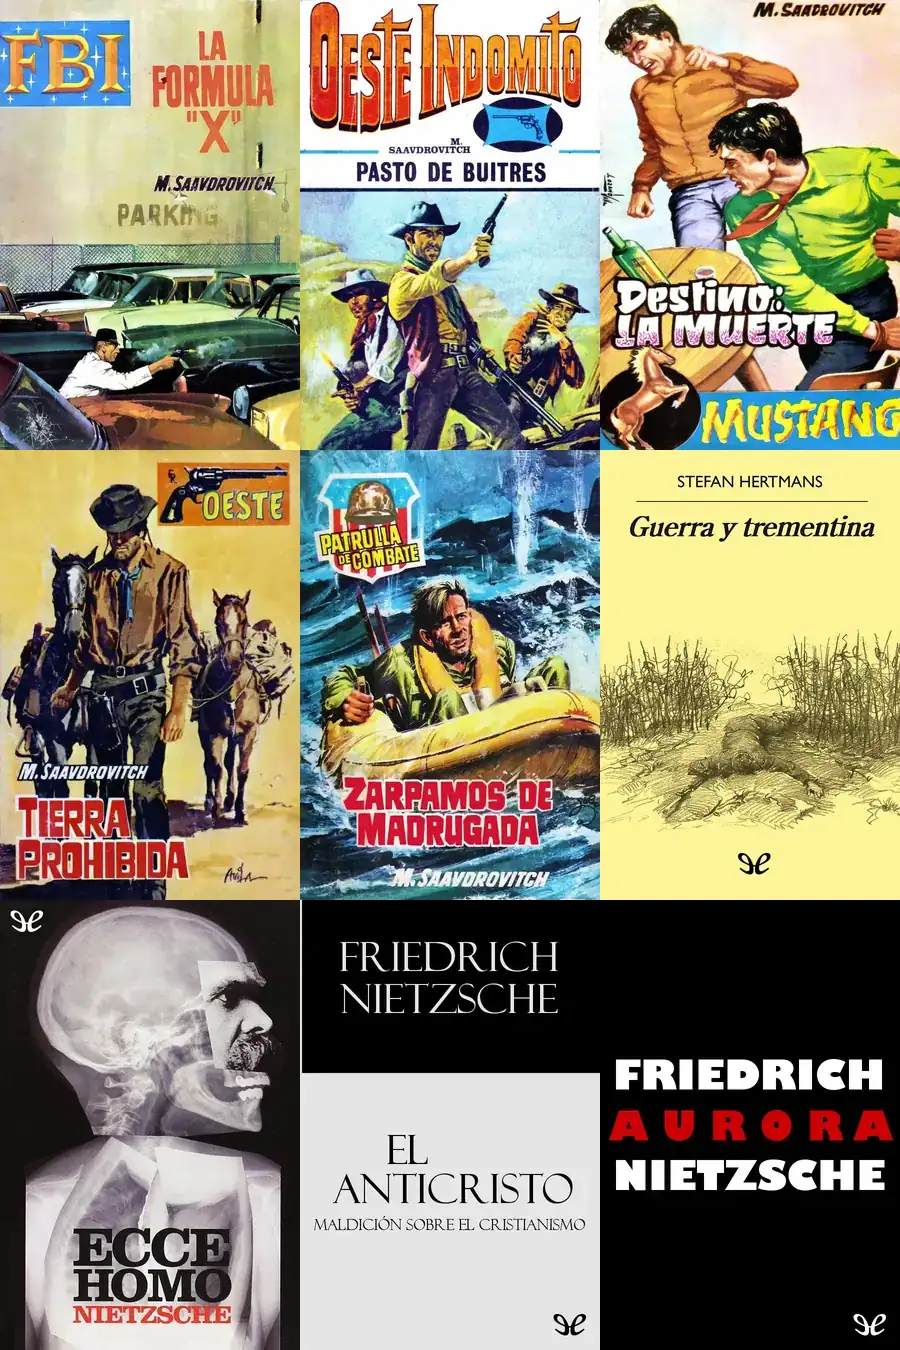 FBI
LA
FORMULA
"X"
M. SAAVDROVITCH
PARKING
OESTE INDOMITO
M.
SAAVDROVITCH
PASTO DE BUITRES
M. SAADROVITCH
Destino:
LA MUERTE
MUSTANG
OESTE
M. SAAVDROVITCH
TIERRA
PROHIBIDA
PATRULLA
DE COMBATE
ZARPAMOS DE
MADRUGADA
M. SAAVDROVITCH
STEFAN HERTMANS
Guerra y trementina
ECCE
HOMO
NIETZSCHE
FRIEDRICH
NIETZSCHE
EL
ANTICRISTO
MALDICIÓN SOBRE EL CRISTIANISMO
FRIEDRICH
AURORA
NIETZSCHE